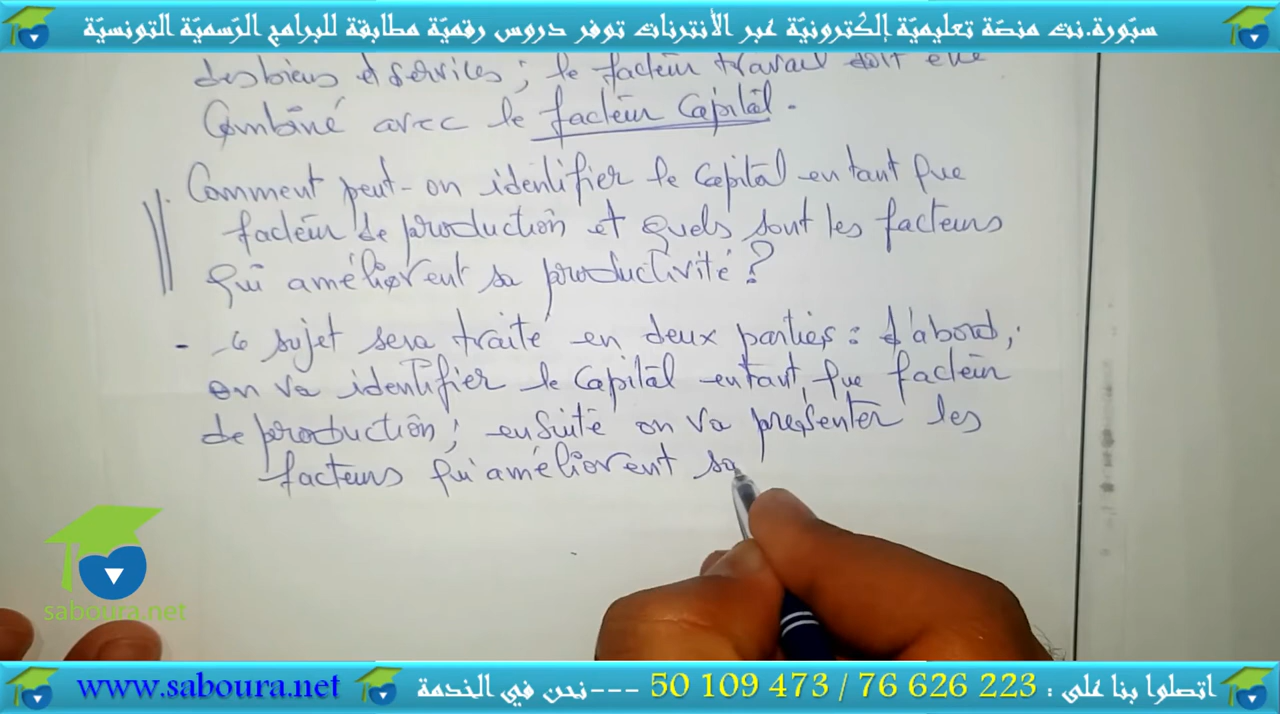 سبّورة.نت منصّة تعليميّة إلكترونيّة عبر الأنترنات توفر دروس رقميّة مطابقة للبرامج الرّسميّة التونسيّة
des biens et services ; le facteur travail doit être
Combiné avec le facteur Capital.
Comment peut-on identifier le Capital en tant que
facteur de production et quels sont les facteurs
qui améliorent sa productivité ?
- Le sujet sera traité en deux parties : d'abord,
on va identifier le Capital en tant que facteur
de production ; ensuite on va présenter les
facteurs qui améliorent sa
saboura.net
www.saboura.net
اتصلوا بنا على : 223 626 76 / 473 109 50 ---نحن في الخدمة